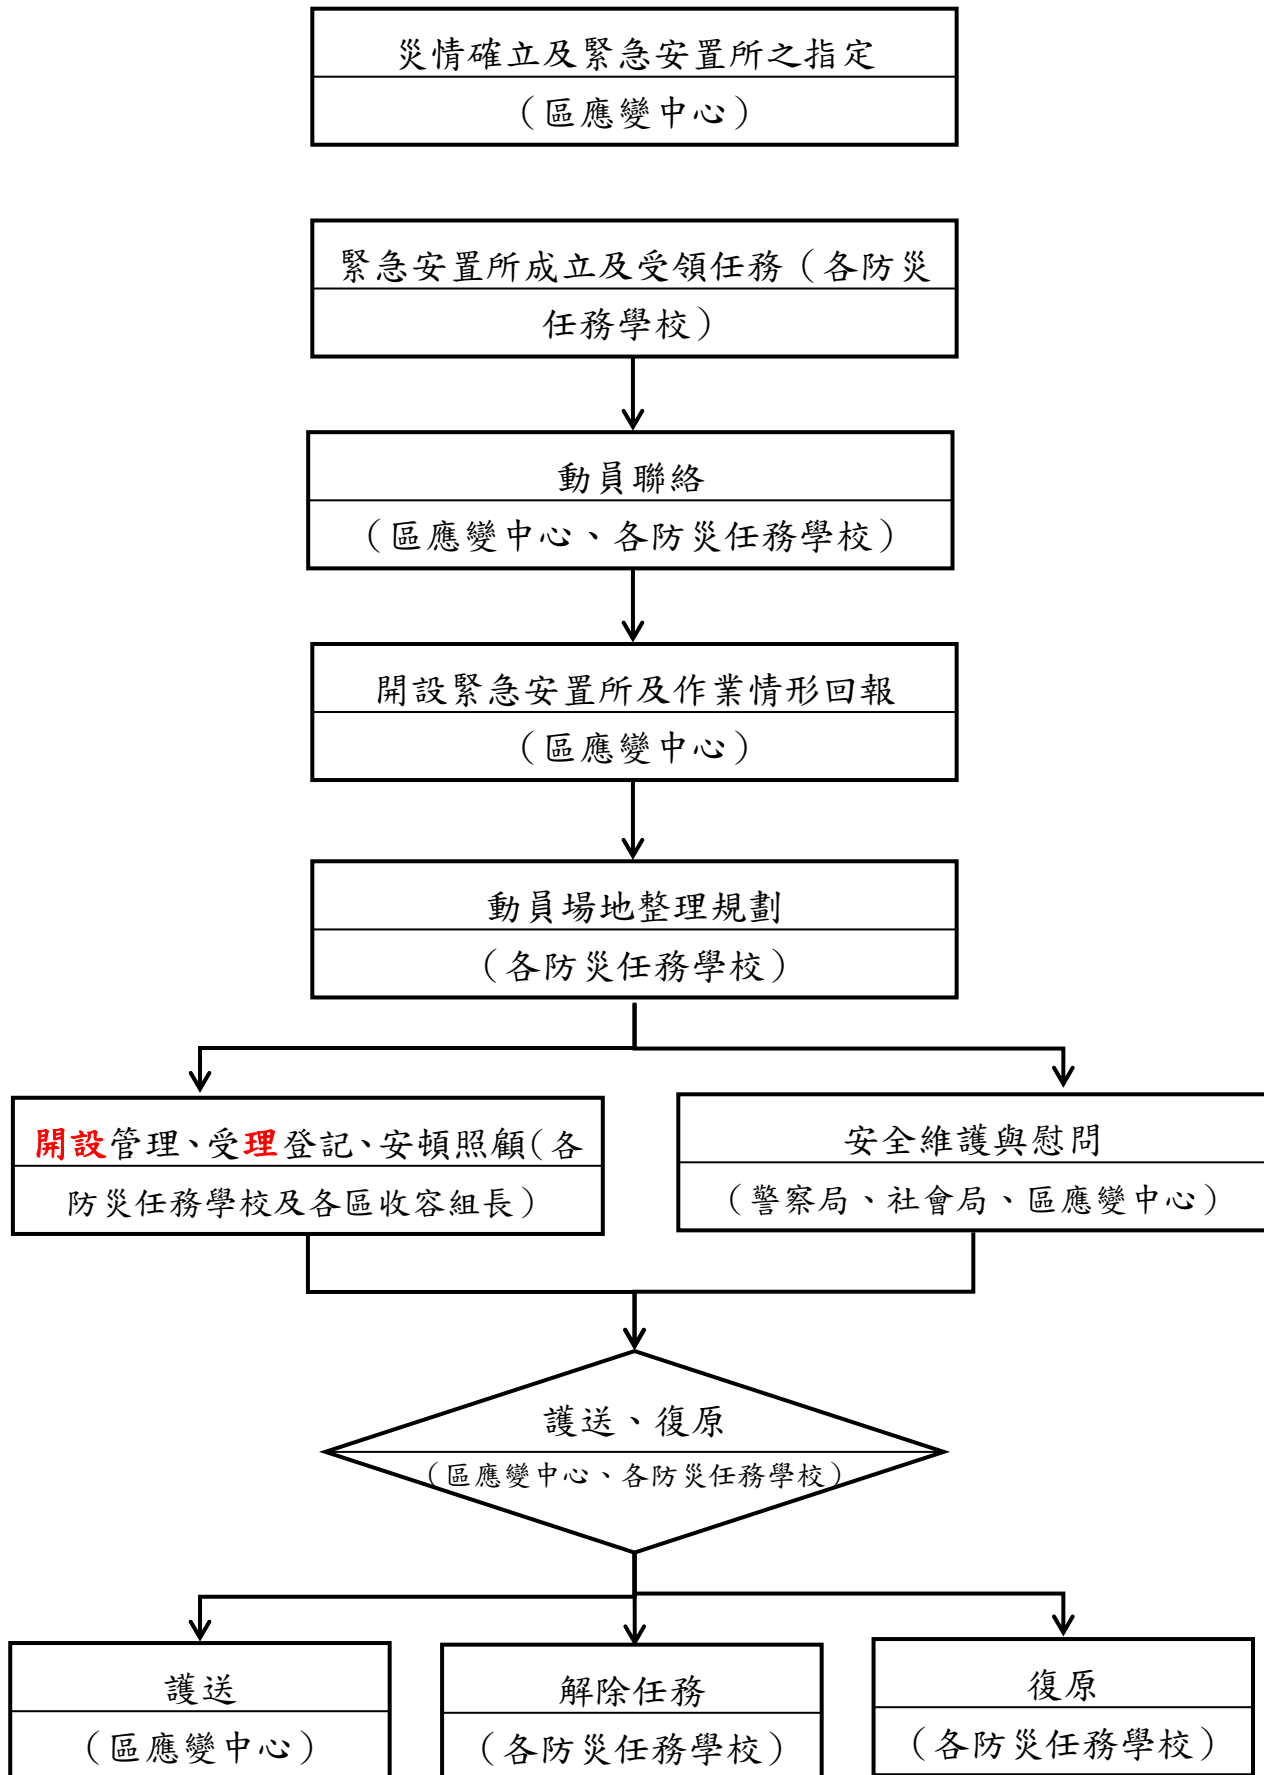 災情確立及緊急安置所之指定
（區應變中心）
緊急安置所成立及受領任務（各防災
任務學校）
動員聯絡
（區應變中心、各防災任務學校）
開設緊急安置所及作業情形回報
（區應變中心）
動員場地整理規劃
（各防災任務學校）
開設管理、受理登記、安頓照顧（各
防災任務學校及各區收容組長）
安全維護與慰問
（警察局、社會局、區應變中心）
護送、復原
（區應變中心、各防災任務學校）
護送
（區應變中心）
解除任務
（各防災任務學校）
復原
（各防災任務學校）